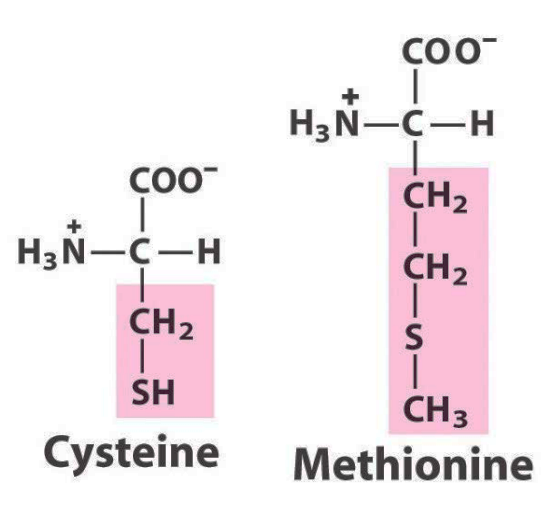 COO⁻
H₃N⁺—C—H
CH₂
SH
Cysteine
COO⁻
H₃N⁺—C—H
CH₂
CH₂
S
CH₃
Methionine